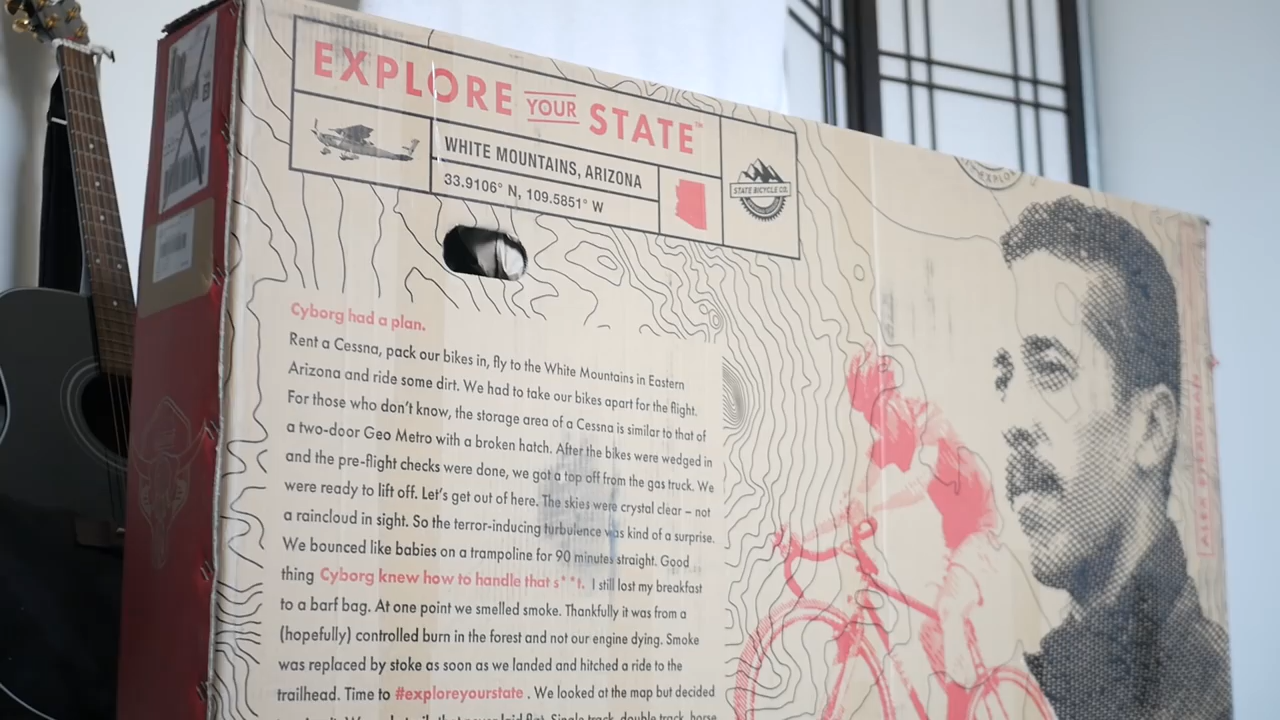 EXPLORE YOUR STATE™
WHITE MOUNTAINS, ARIZONA
33.9106° N, 109.5851° W
STATE BICYCLE CO.
EXPLOR
Cyborg had a plan.
Rent a Cessna, pack our bikes in, fly to the White Mountains in Eastern
Arizona and ride some dirt. We had to take our bikes apart for the flight.
For those who don't know, the storage area of a Cessna is similar to that of
a two-door Geo Metro with a broken hatch. After the bikes were wedged in
and the pre-flight checks were done, we got a top off from the gas truck. We
were ready to lift off. Let's get out of here. The skies were crystal clear – not
a raincloud in sight. So the terror-inducing turbulence was kind of a surprise.
We bounced like babies on a trampoline for 90 minutes straight. Good
thing Cyborg knew how to handle that s**t. I still lost my breakfast
to a barf bag. At one point we smelled smoke. Thankfully it was from a
(hopefully) controlled burn in the forest and not our engine dying. Smoke
was replaced by stoke as soon as we landed and hitched a ride to the
trailhead. Time to #exploreyourstate . We looked at the map but decided